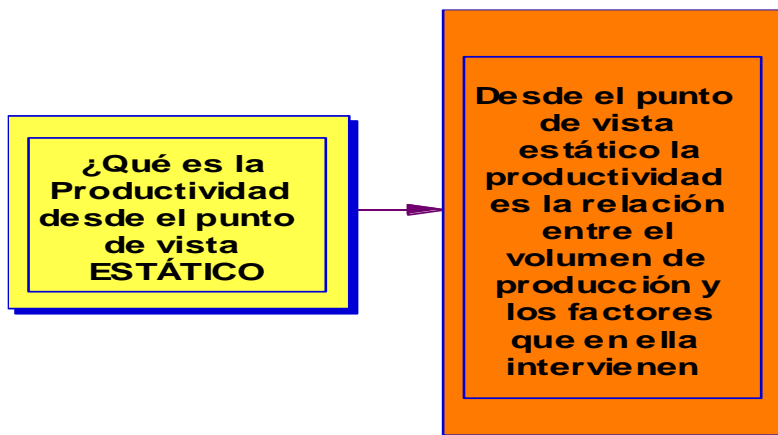 ¿Qué es la
Productividad
desde el punto
de vista
ESTÁTICO
Desde el punto
de vista
estático la
productividad
es la relación
entre el
volumen de
producción y
los factores
que en ella
intervienen